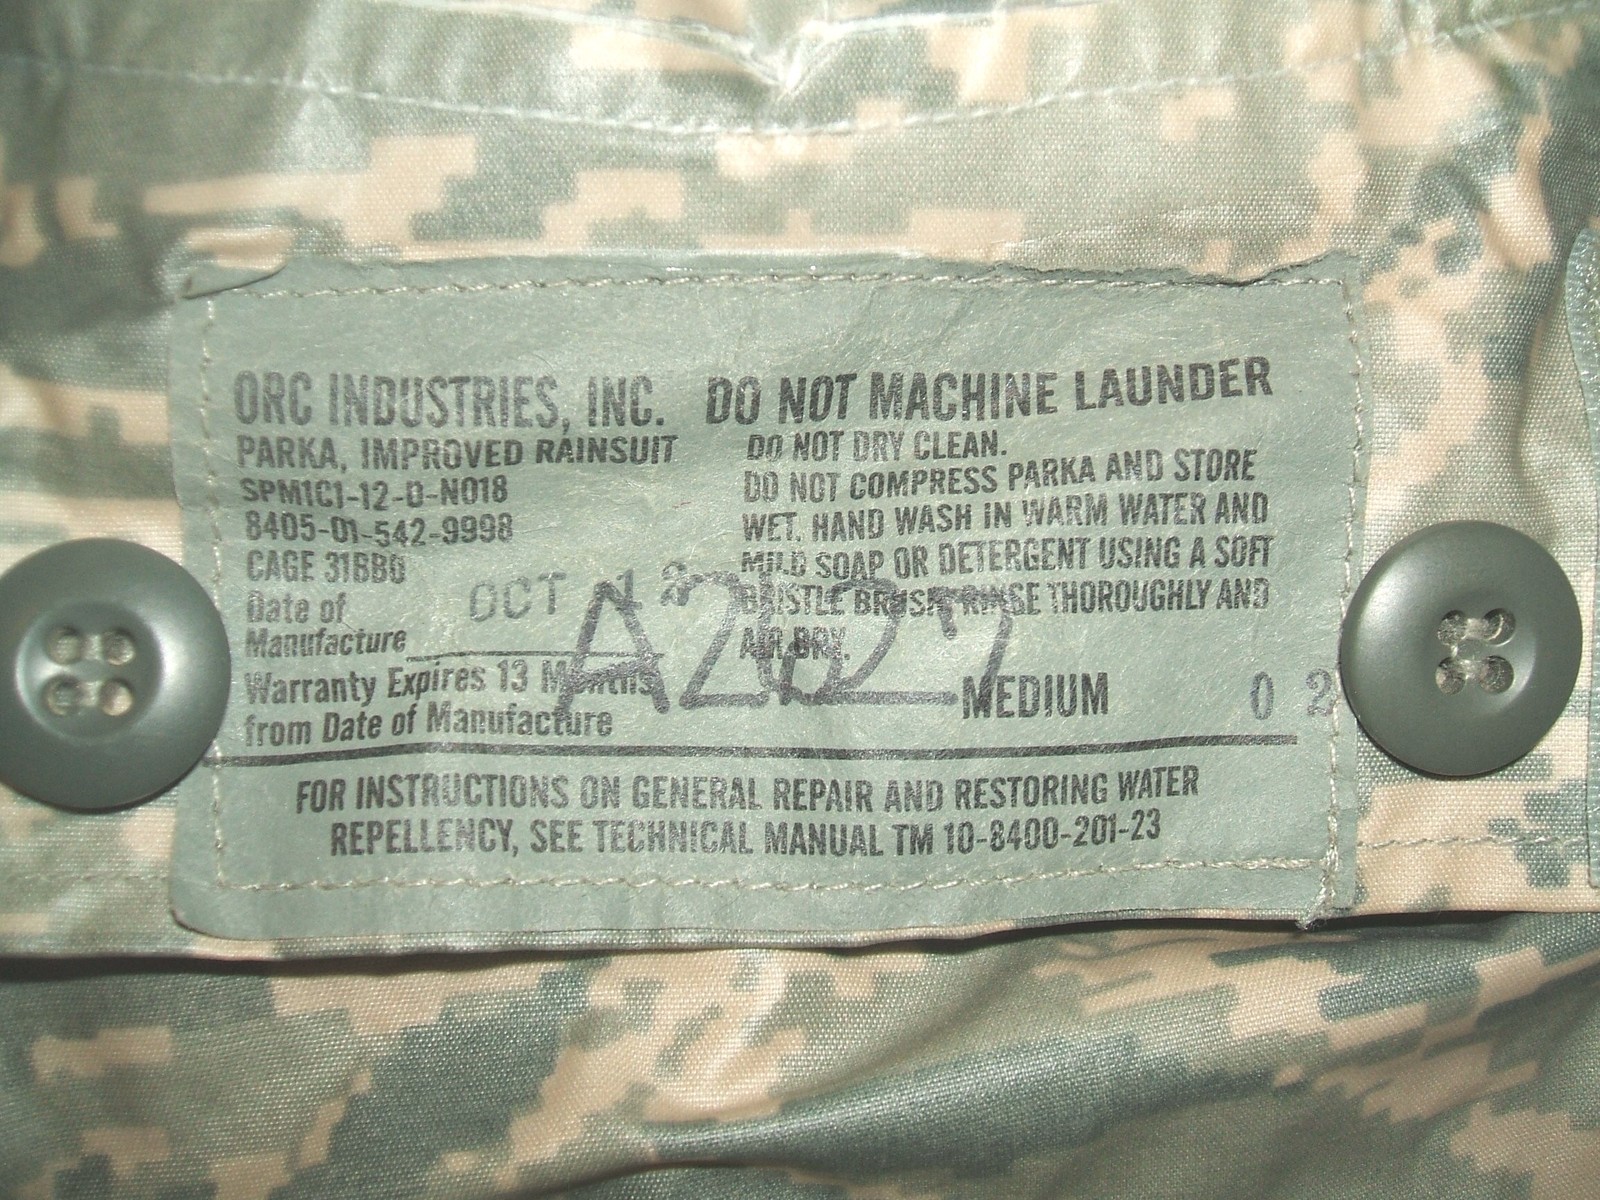 ORC INDUSTRIES, INC.
PARKA, IMPROVED RAINSUIT
SPM1C1-12-D-N018
8405-01-542-9998
CAGE 31BB0
Date of
Manufacture
OCT 12
Warranty Expires 13 Months
from Date of Manufacture
DO NOT MACHINE LAUNDER
DO NOT DRY CLEAN.
DO NOT COMPRESS PARKA AND STORE
WET. HAND WASH IN WARM WATER AND
MILD SOAP OR DETERGENT USING A SOFT
BRISTLE BRUSH. RINSE THOROUGHLY AND
AIR DRY.
MEDIUM
0 2
FOR INSTRUCTIONS ON GENERAL REPAIR AND RESTORING WATER
REPELLENCY, SEE TECHNICAL MANUAL TM 10-8400-201-23